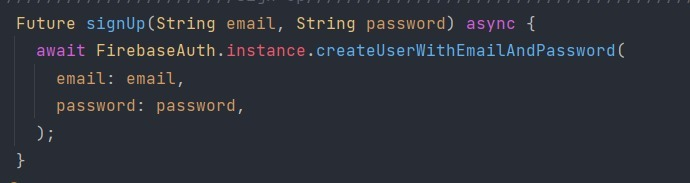 Future signUp(String email, String password) async {
await FirebaseAuth.instance.createUserWithEmailAndPassword(
email: email,
password: password,
);
}